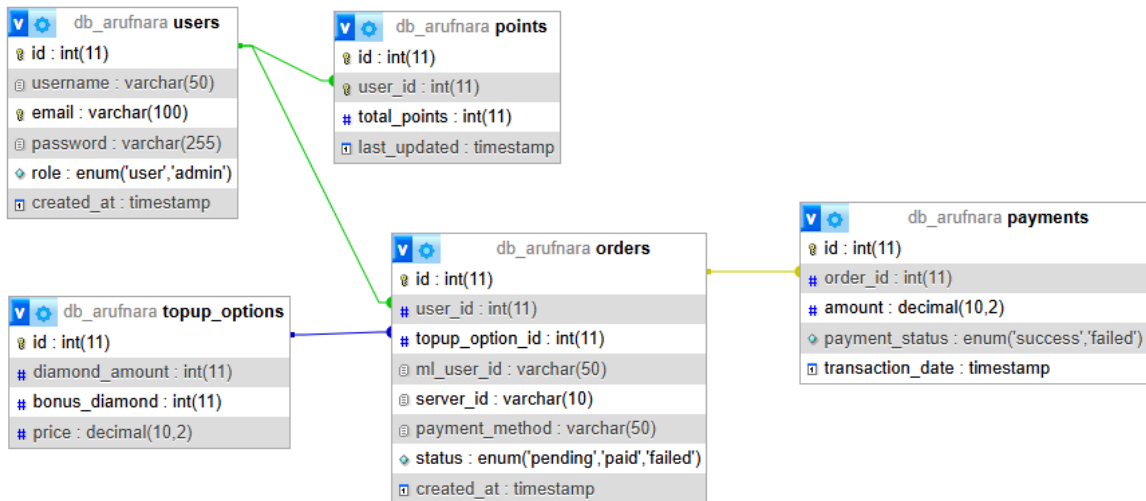 db_arufnara users
id : int(11)
username : varchar(50)
email : varchar(100)
password : varchar(255)
role : enum('user','admin')
created_at : timestamp
db_arufnara points
id : int(11)
user_id : int(11)
total_points : int(11)
last_updated : timestamp
db_arufnara topup_options
id : int(11)
diamond_amount : int(11)
bonus_diamond : int(11)
price : decimal(10,2)
db_arufnara orders
id : int(11)
user_id : int(11)
topup_option_id : int(11)
ml_user_id : varchar(50)
server_id : varchar(10)
payment_method : varchar(50)
status : enum('pending','paid','failed')
created_at : timestamp
db_arufnara payments
id : int(11)
order_id : int(11)
amount : decimal(10,2)
payment_status : enum('success','failed')
transaction_date : timestamp